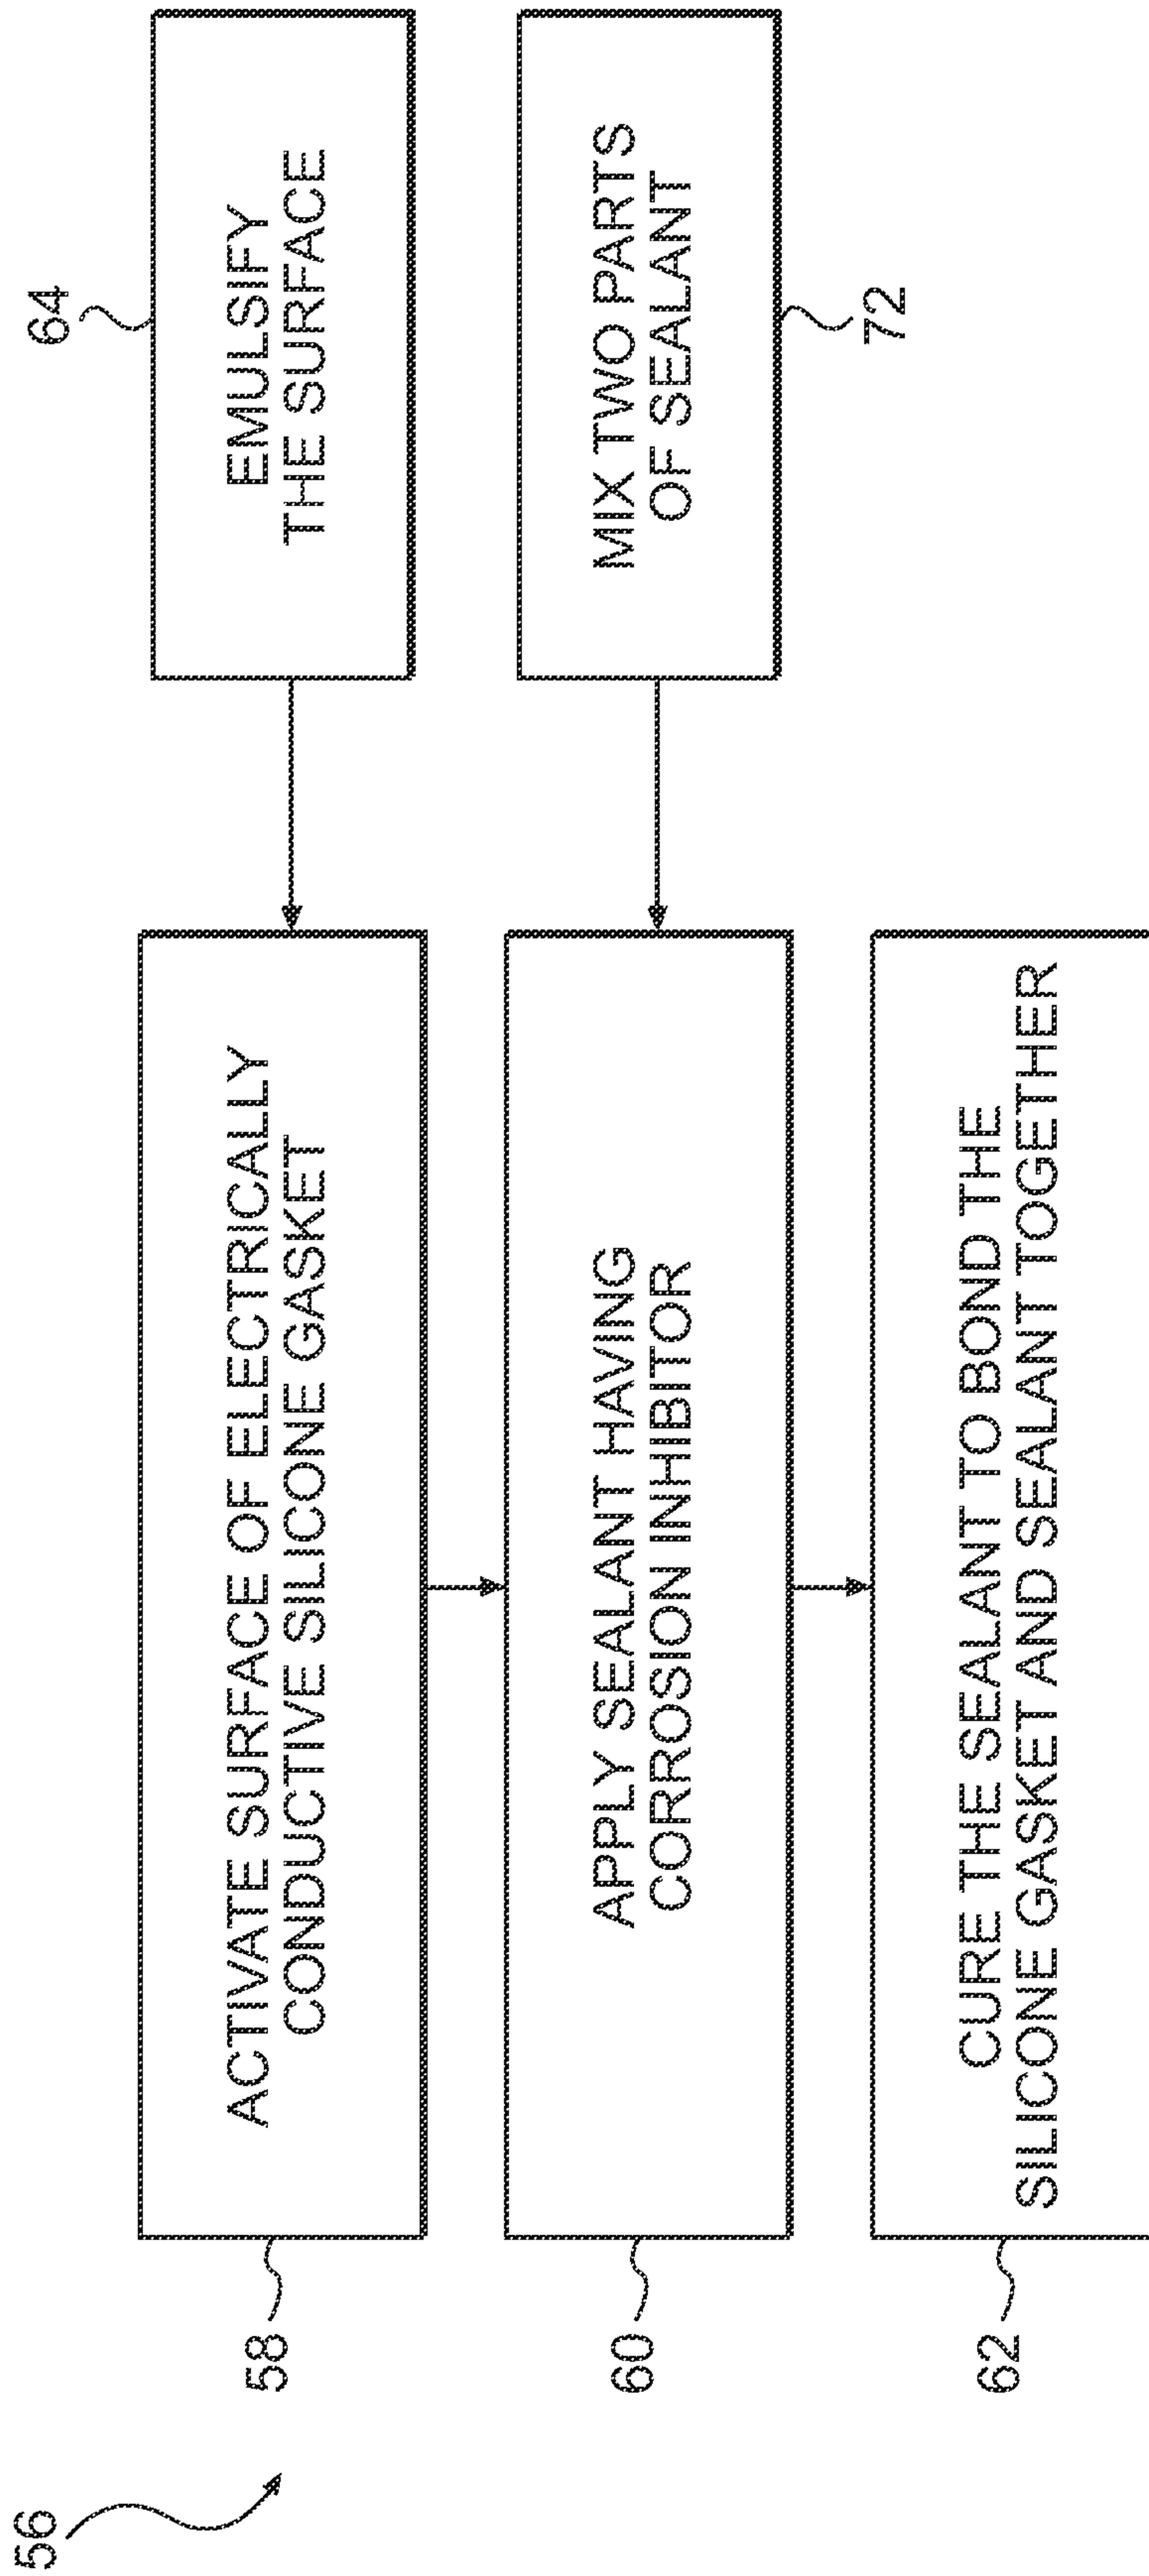 56
58
ACTIVATE SURFACE OF ELECTRICALLY
CONDUCTIVE SILICONE GASKET
64
EMULSIFY
THE SURFACE
60
APPLY SEALANT HAVING
CORROSION INHIBITOR
MIX TWO PARTS
OF SEALANT
72
62
CURE THE SEALANT TO BOND THE
SILICONE GASKET AND SEALANT TOGETHER